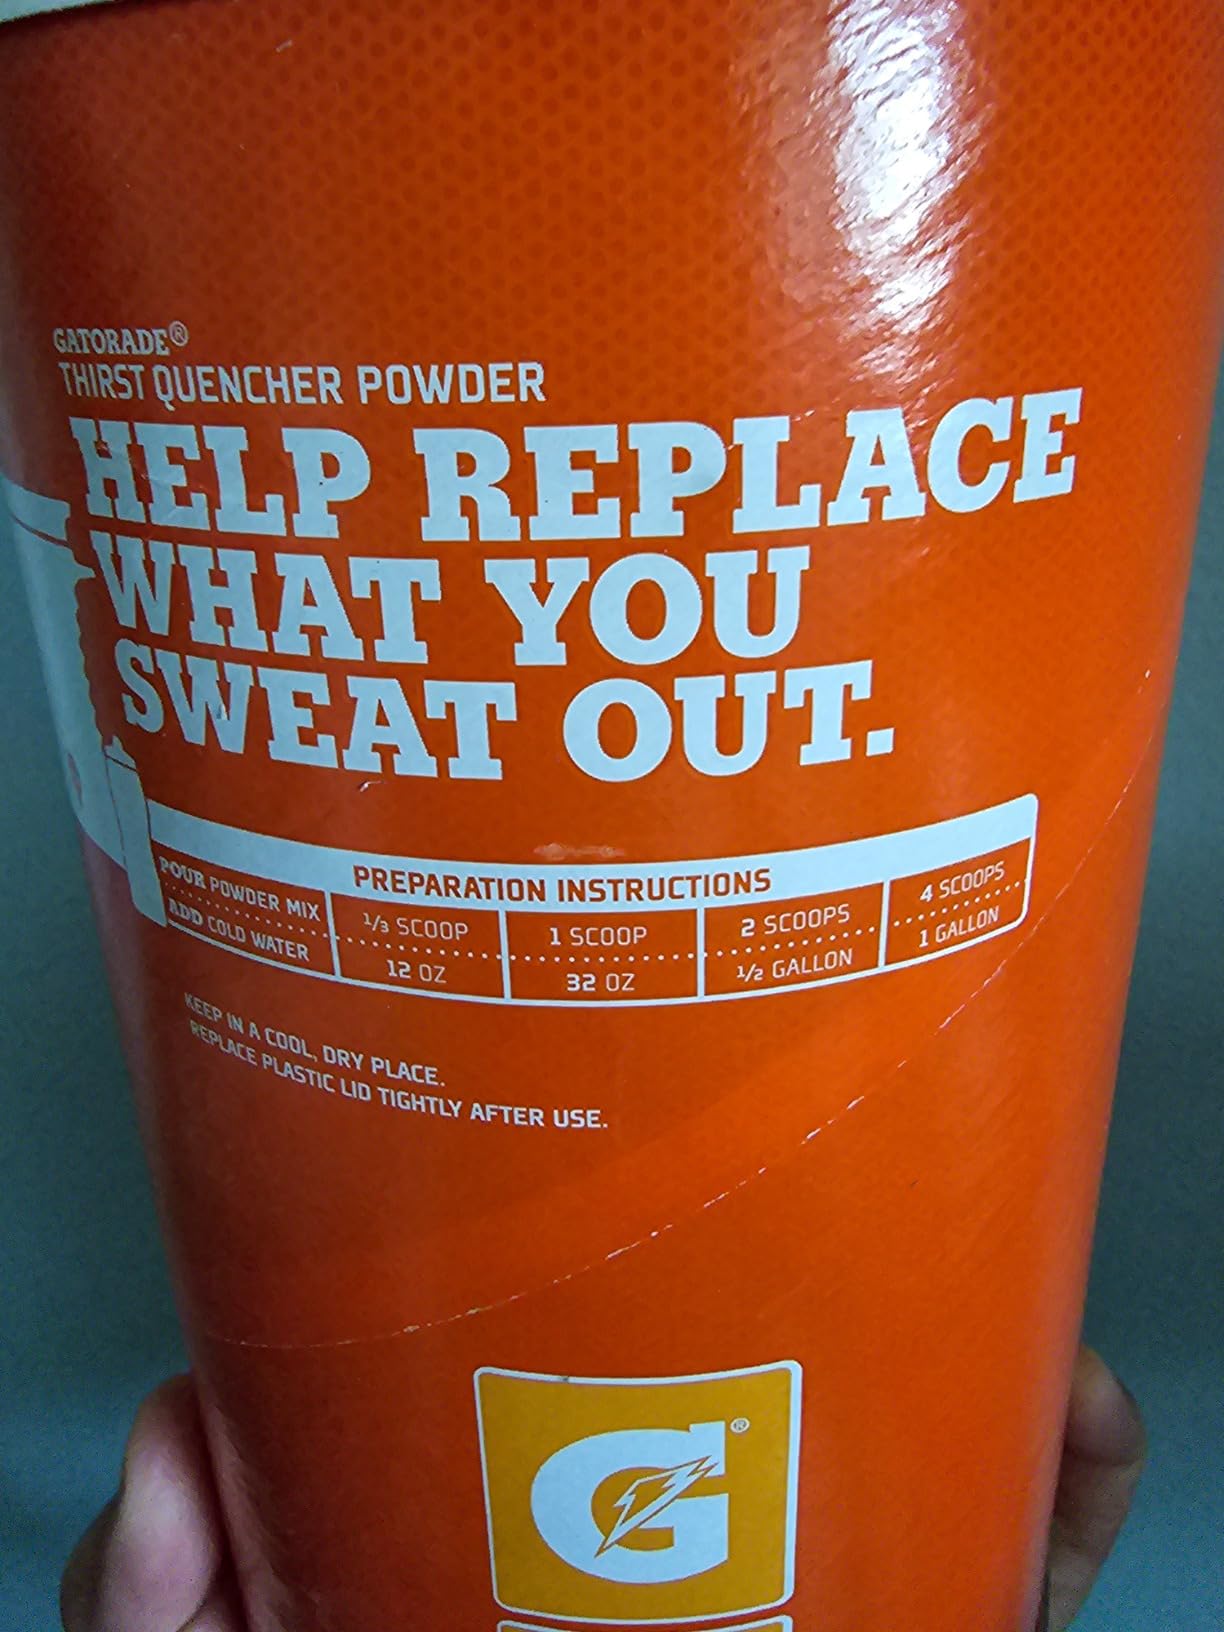 GATORADE®
THIRST QUENCHER POWDER
HELP REPLACE
WHAT YOU
SWEAT OUT.
PREPARATION INSTRUCTIONS
POUR POWDER MIX 1/3 SCOOP 1 SCOOP 2 SCOOPS 4 SCOOPS
ADD COLD WATER 12 OZ 32 OZ 1/2 GALLON 1 GALLON
KEEP IN A COOL, DRY PLACE.
REPLACE PLASTIC LID TIGHTLY AFTER USE.
G®